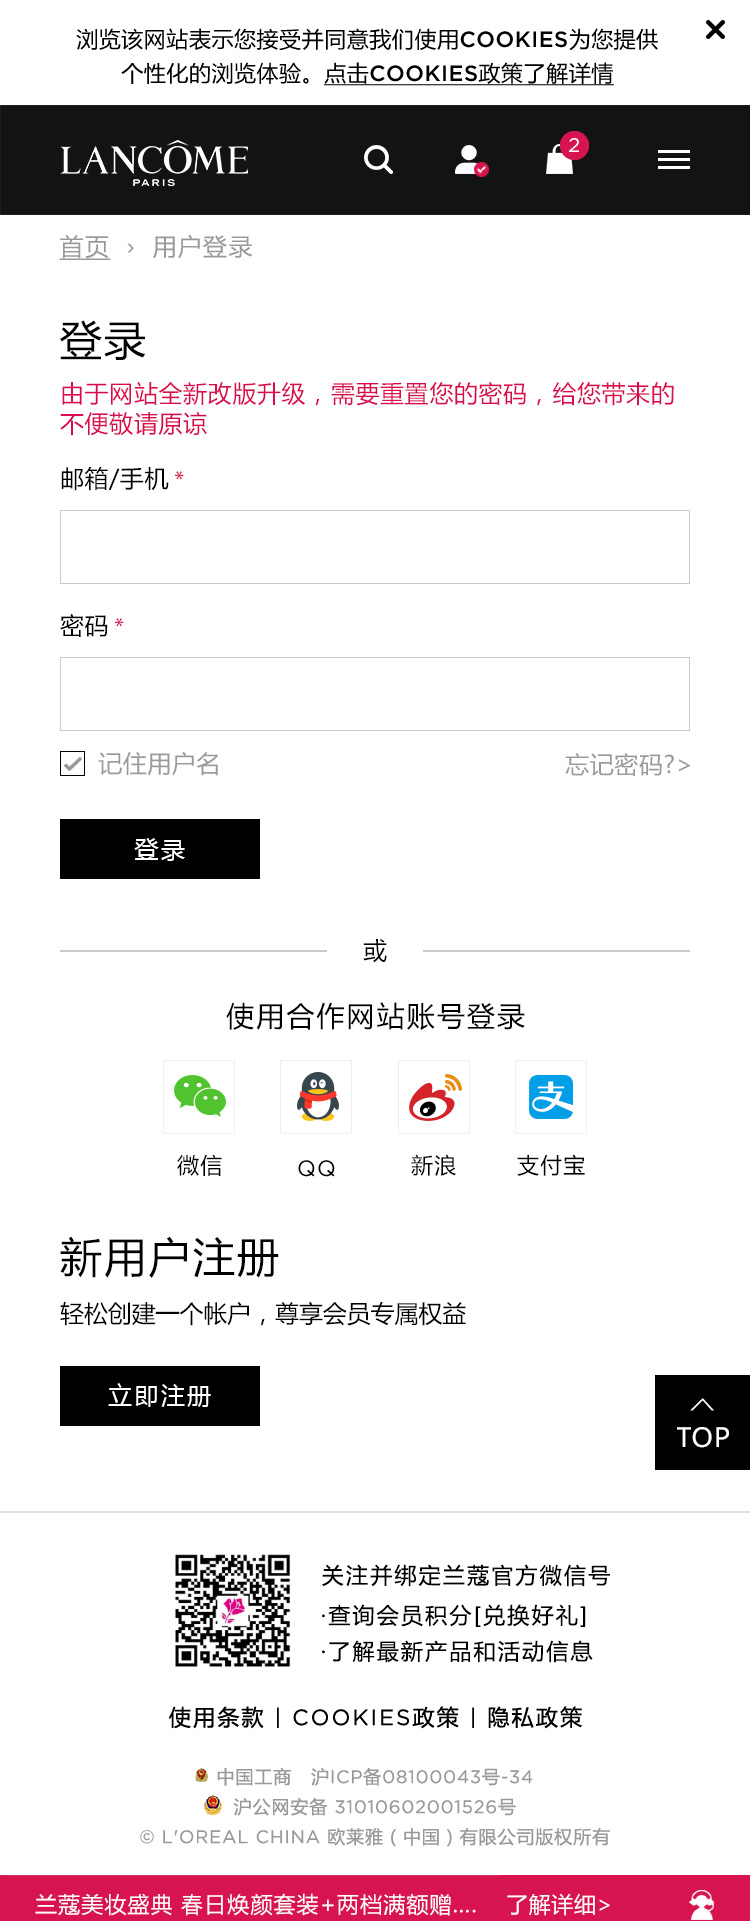 浏览该网站表示您接受并同意我们使用COOKIES为您提供
个性化的浏览体验。点击COOKIES政策了解详情
LANCÔME
PARIS
2
首页 › 用户登录
登录
由于网站全新改版升级，需要重置您的密码，给您带来的
不便敬请原谅
邮箱/手机 *
密码 *
记住用户名 忘记密码?>
登录
或
使用合作网站账号登录
支
微信 QQ 新浪 支付宝
新用户注册
轻松创建一个帐户，尊享会员专属权益
立即注册
TOP
关注并绑定兰蔻官方微信号
·查询会员积分[兑换好礼]
·了解最新产品和活动信息
使用条款 | COOKIES政策 | 隐私政策
中国工商 沪ICP备08100043号-34
沪公网安备 31010602001526号
© L'OREAL CHINA 欧莱雅（中国）有限公司版权所有
兰蔻美妆盛典 春日焕颜套装+两档满额赠.... 了解详细>